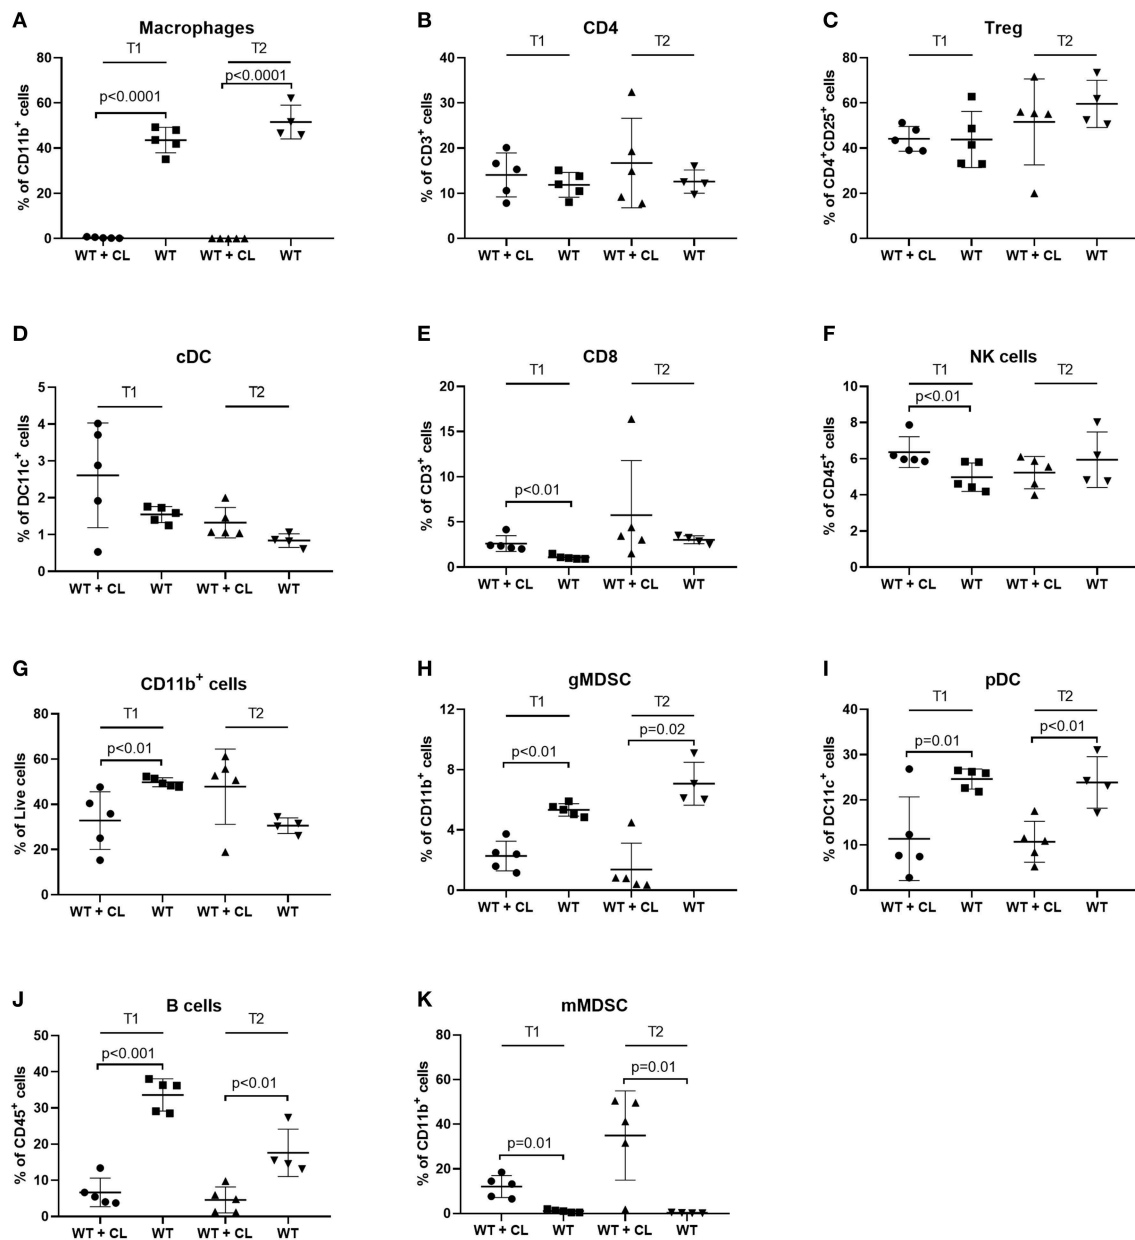 A
Macrophages
T1
T2
p<0.0001
p<0.0001
% of CD11b+ cells
80
60
40
20
0
WT + CL
WT
WT + CL
WT
B
CD4
T1
T2
% of CD3+ cells
40
30
20
10
0
WT + CL
WT
WT + CL
WT
C
Treg
T1
T2
% of CD4+CD25+ cells
80
60
40
20
0
WT + CL
WT
WT + CL
WT
D
cDC
T1
T2
% of DC11c+ cells
5
4
3
2
1
0
WT + CL
WT
WT + CL
WT
E
CD8
T1
T2
p<0.01
% of CD3+ cells
20
15
10
5
0
WT + CL
WT
WT + CL
WT
F
NK cells
T1
T2
p<0.01
% of CD45+ cells
10
8
6
4
2
0
WT + CL
WT
WT + CL
WT
G
CD11b+ cells
T1
T2
p<0.01
% of Live cells
80
60
40
20
0
WT + CL
WT
WT + CL
WT
H
gMDSC
T1
T2
p<0.01
p=0.02
% of CD11b+ cells
12
8
4
0
WT + CL
WT
WT + CL
WT
I
pDC
T1
T2
p=0.01
p<0.01
% of DC11c+ cells
40
30
20
10
0
WT + CL
WT
WT + CL
WT
J
B cells
T1
T2
p<0.001
p<0.01
% of CD45+ cells
50
40
30
20
10
0
WT + CL
WT
WT + CL
WT
K
mMDSC
T1
T2
p=0.01
p=0.01
% of CD11b+ cells
80
60
40
20
0
WT + CL
WT
WT + CL
WT